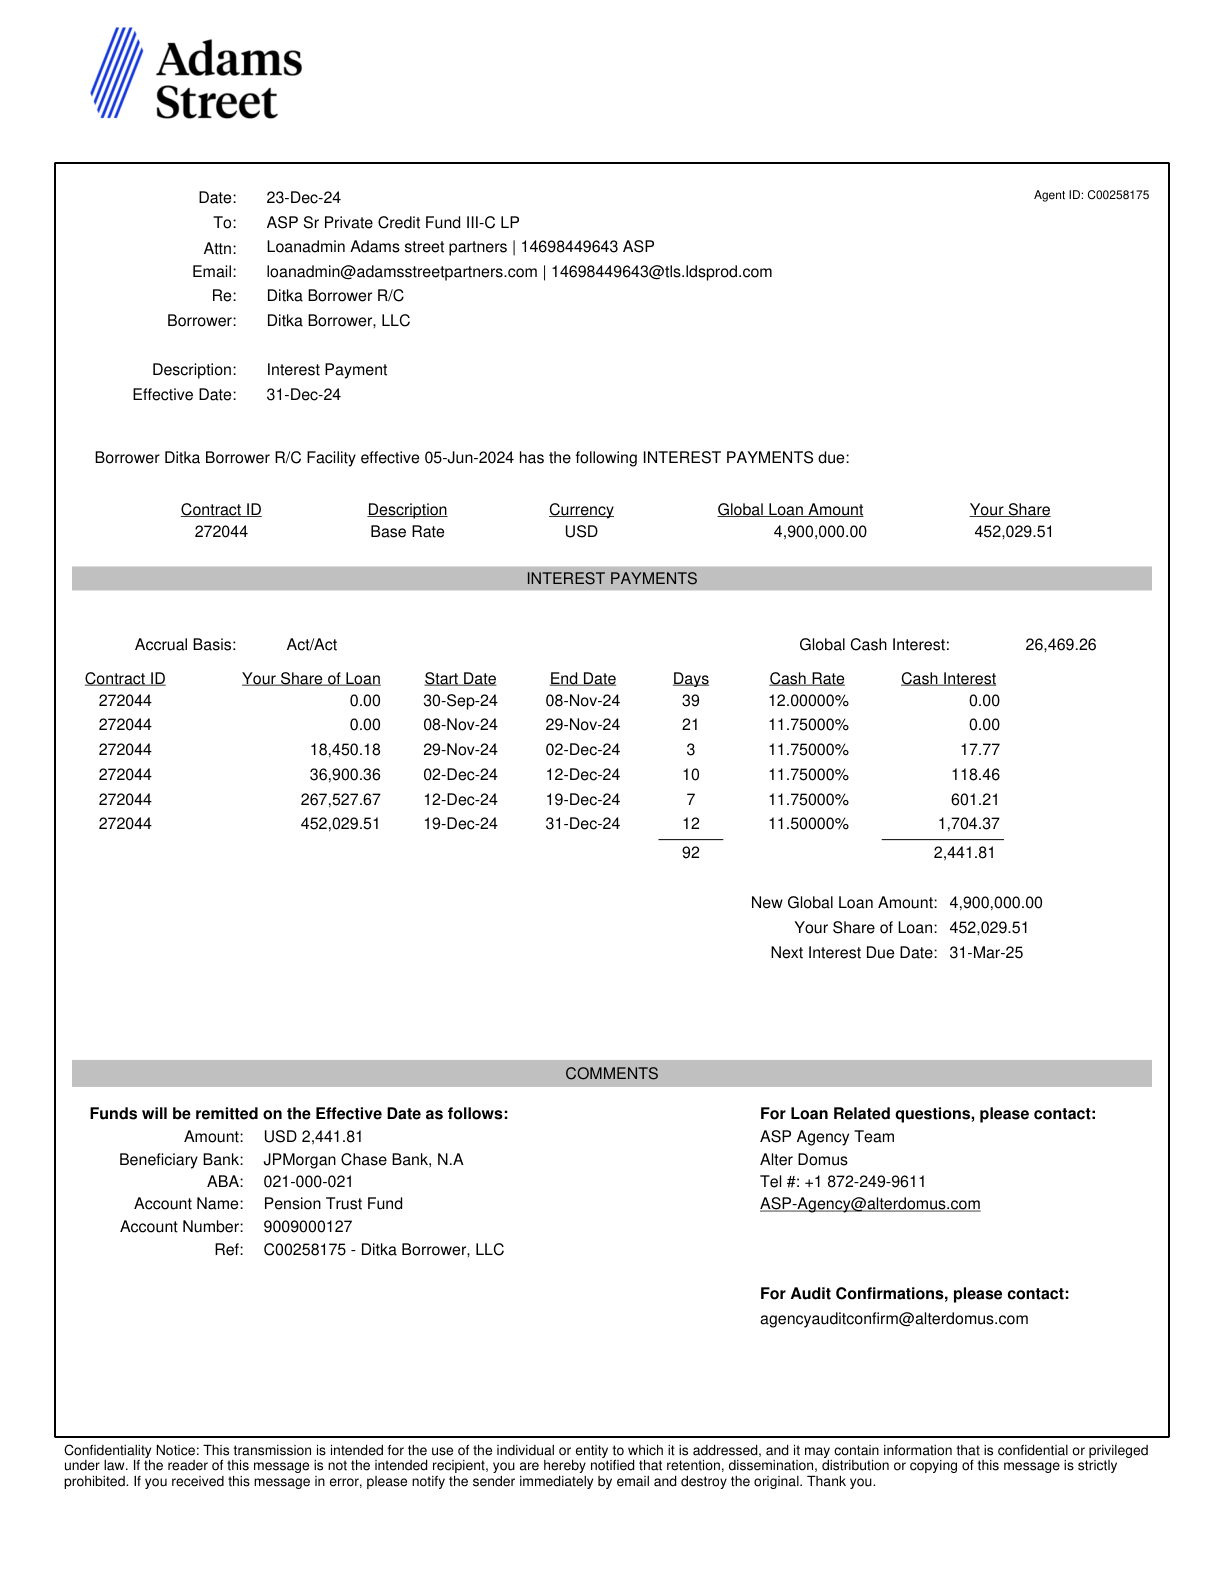 Adams
Street
Date: 23-Dec-24 Agent ID: C00258175
To: ASP Sr Private Credit Fund III-C LP
Attn: Loanadmin Adams street partners | 14698449643 ASP
Email: loanadmin@adamsstreetpartners.com | 14698449643@tls.ldsprod.com
Re: Ditka Borrower R/C
Borrower: Ditka Borrower, LLC
Description: Interest Payment
Effective Date: 31-Dec-24
Borrower Ditka Borrower R/C Facility effective 05-Jun-2024 has the following INTEREST PAYMENTS due:
Contract ID Description Currency Global Loan Amount Your Share
272044 Base Rate USD 4,900,000.00 452,029.51
INTEREST PAYMENTS
Accrual Basis: Act/Act Global Cash Interest: 26,469.26
Contract ID Your Share of Loan Start Date End Date Days Cash Rate Cash Interest
272044 0.00 30-Sep-24 08-Nov-24 39 12.00000% 0.00
272044 0.00 08-Nov-24 29-Nov-24 21 11.75000% 0.00
272044 18,450.18 29-Nov-24 02-Dec-24 3 11.75000% 17.77
272044 36,900.36 02-Dec-24 12-Dec-24 10 11.75000% 118.46
272044 267,527.67 12-Dec-24 19-Dec-24 7 11.75000% 601.21
272044 452,029.51 19-Dec-24 31-Dec-24 12 11.50000% 1,704.37
92 2,441.81
New Global Loan Amount: 4,900,000.00
Your Share of Loan: 452,029.51
Next Interest Due Date: 31-Mar-25
COMMENTS
Funds will be remitted on the Effective Date as follows: For Loan Related questions, please contact:
Amount: USD 2,441.81 ASP Agency Team
Beneficiary Bank: JPMorgan Chase Bank, N.A Alter Domus
ABA: 021-000-021 Tel #: +1 872-249-9611
Account Name: Pension Trust Fund ASP-Agency@alterdomus.com
Account Number: 9009000127
Ref: C00258175 - Ditka Borrower, LLC
For Audit Confirmations, please contact:
agencyauditconfirm@alterdomus.com
Confidentiality Notice: This transmission is intended for the use of the individual or entity to which it is addressed, and it may contain information that is confidential or privileged
under law. If the reader of this message is not the intended recipient, you are hereby notified that retention, dissemination, distribution or copying of this message is strictly
prohibited. If you received this message in error, please notify the sender immediately by email and destroy the original. Thank you.